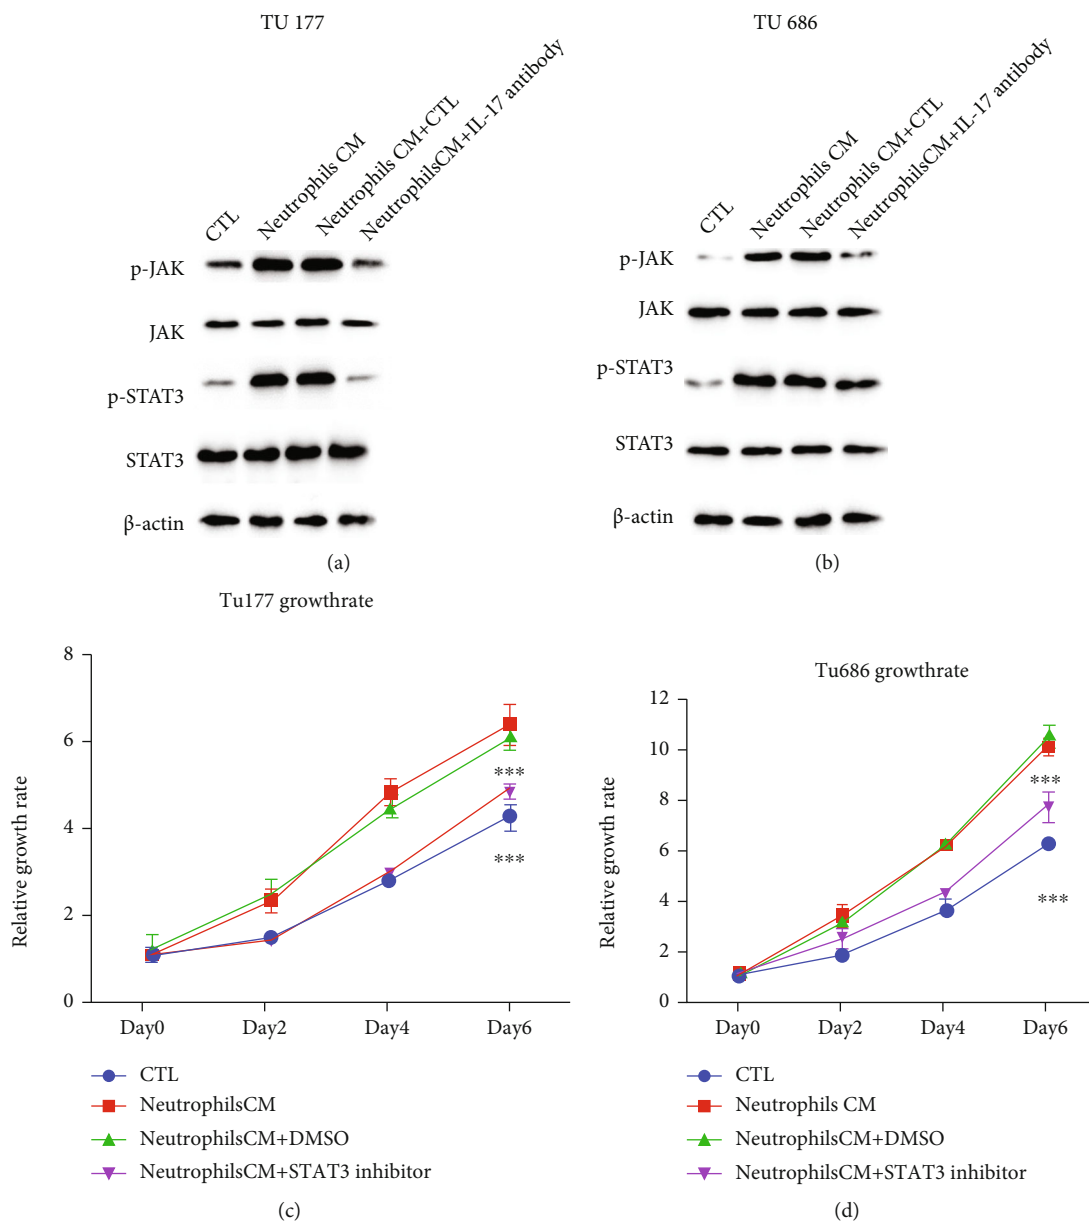 TU 177
CTL
Neutrophils CM
Neutrophils CM+CTL
NeutrophilsCM+IL-17 antibody
p-JAK
JAK
p-STAT3
STAT3
β-actin
(a)
TU 686
CTL
Neutrophils CM
Neutrophils CM+CTL
NeutrophilsCM+IL-17 antibody
p-JAK
JAK
p-STAT3
STAT3
β-actin
(b)
Tu177 growthrate
Relative growth rate
8
6
4
2
0
***
***
Day0 Day2 Day4 Day6
CTL
NeutrophilsCM
NeutrophilsCM+DMSO
NeutrophilsCM+STAT3 inhibitor
(c)
Tu686 growthrate
Relative growth rate
12
10
8
6
4
2
0
***
***
Day0 Day2 Day4 Day6
CTL
Neutrophils CM
NeutrophilsCM+DMSO
NeutrophilsCM+STAT3 inhibitor
(d)